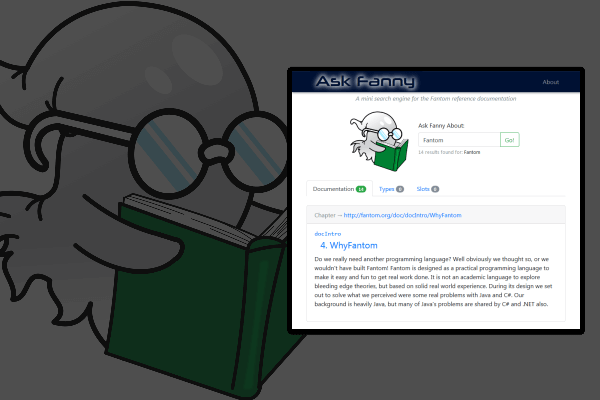 Ask Fanny
About
A mini search engine for the Fantom reference documentation
Ask Fanny About:
Fantom
Go!
14 results found for: Fantom
Documentation 14
Types 0
Slots 0
Chapter — http://fantom.org/doc/docIntro/WhyFantom
docIntro
4. WhyFantom
Do we really need another programming language? Well obviously we thought so, or we
wouldn't have built Fantom! Fantom is designed as a practical programming language to
make it easy and fun to get real work done. It is not an academic language to explore
bleeding edge theories, but based on solid real world experience. During its design we set
out to solve what we perceived were some real problems with Java and C#. Our
background is heavily Java, but many of Java's problems are shared by C# and .NET also.